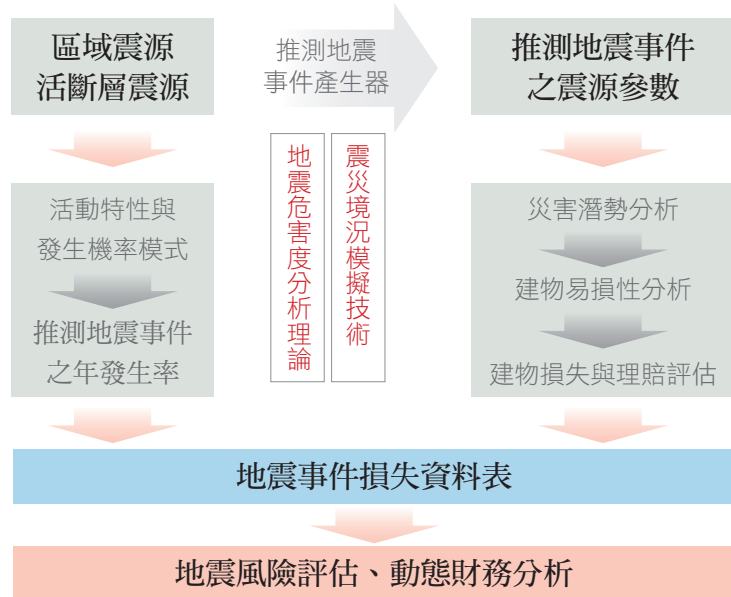 區域震源
活斷層震源
推測地震
事件產生器
推測地震事件
之震源參數
活動特性與
發生機率模式
推測地震事件
之年發生率
地震危害度分析理論
震災境況模擬技術
災害潛勢分析
建物易損性分析
建物損失與理賠評估
地震事件損失資料表
地震風險評估、動態財務分析